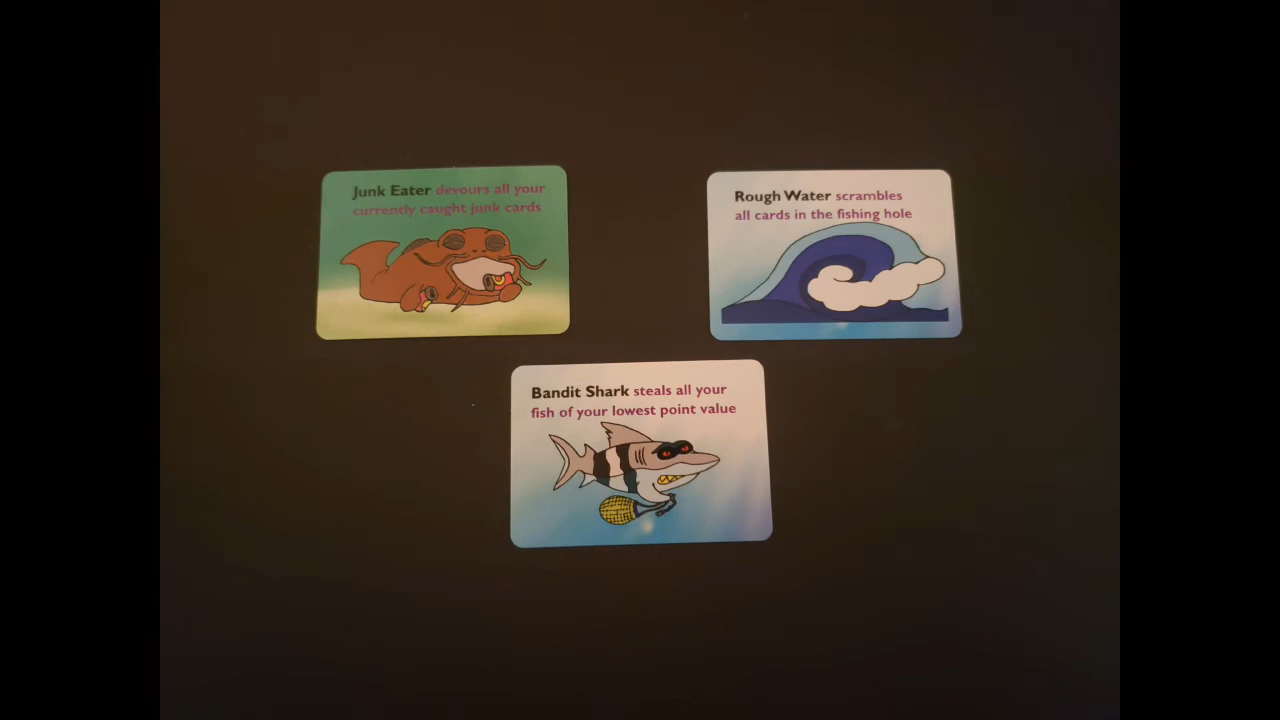 Junk Eater devours all your
currently caught junk cards
Rough Water scrambles
all cards in the fishing hole
Bandit Shark steals all your
fish of your lowest point value